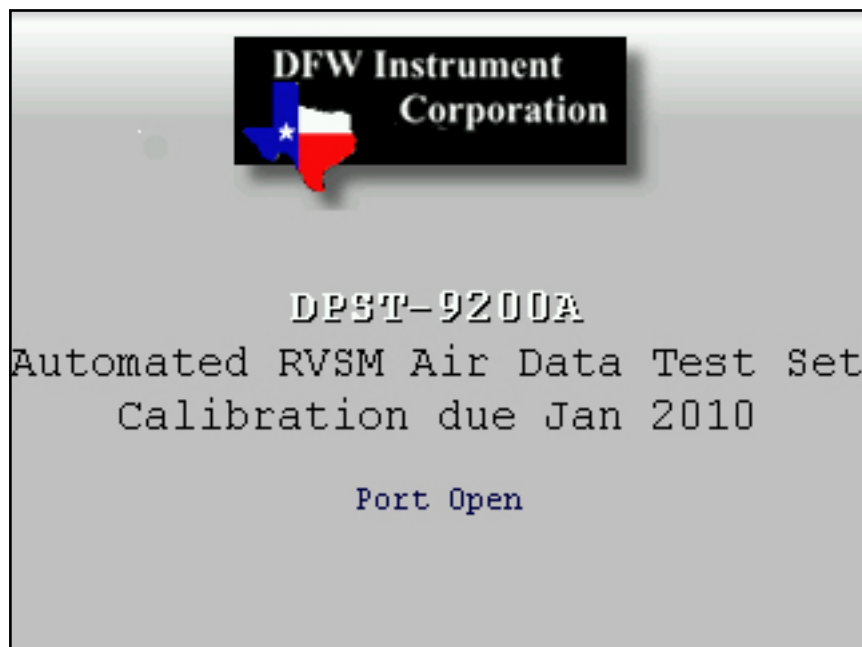 DFW Instrument
Corporation
DPST-9200A
Automated RVSM Air Data Test Set
Calibration due Jan 2010
Port Open